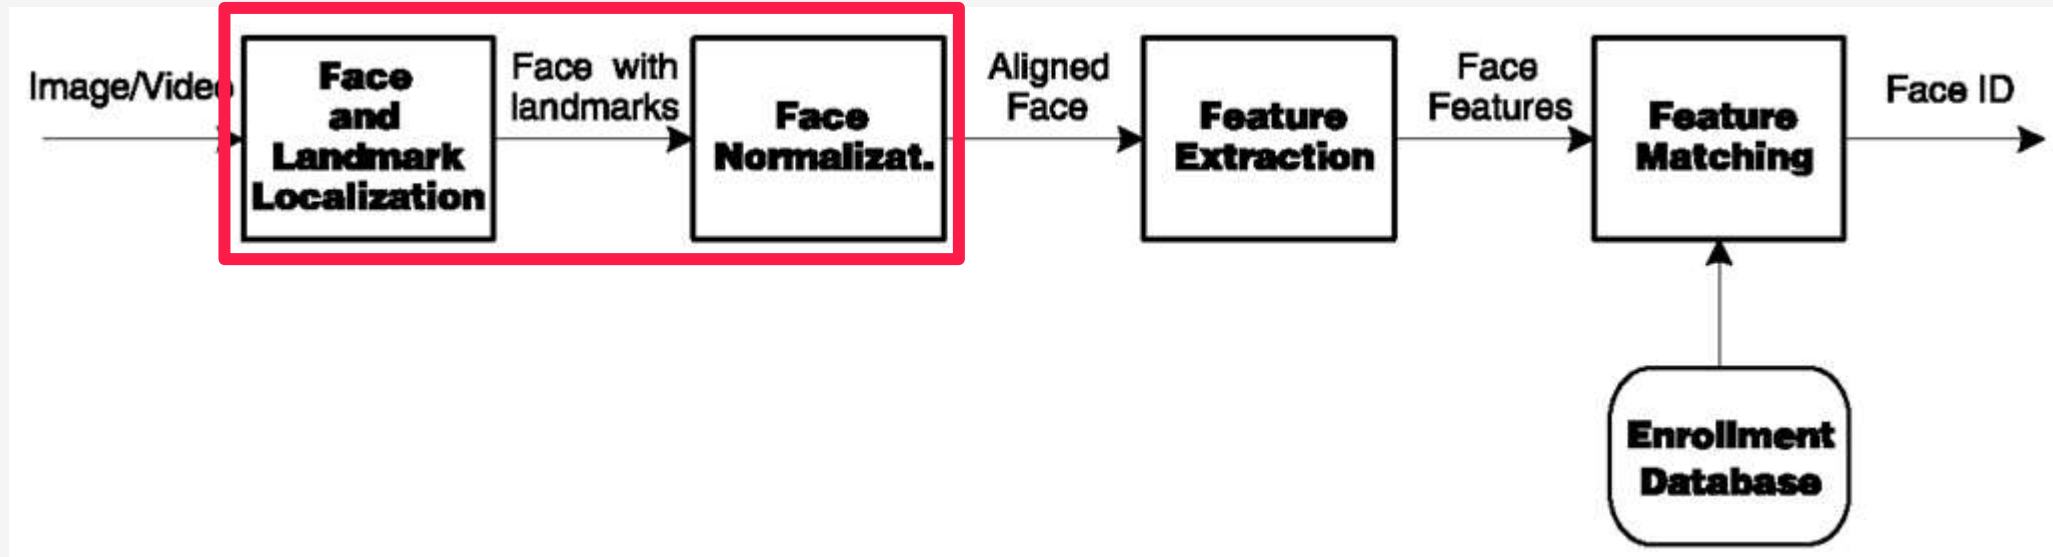 Image/Video
Face
and
Landmark
Localization
Face with
landmarks
Face
Normalizat.
Aligned
Face
Feature
Extraction
Face
Features
Feature
Matching
Face ID
Enrollment
Database